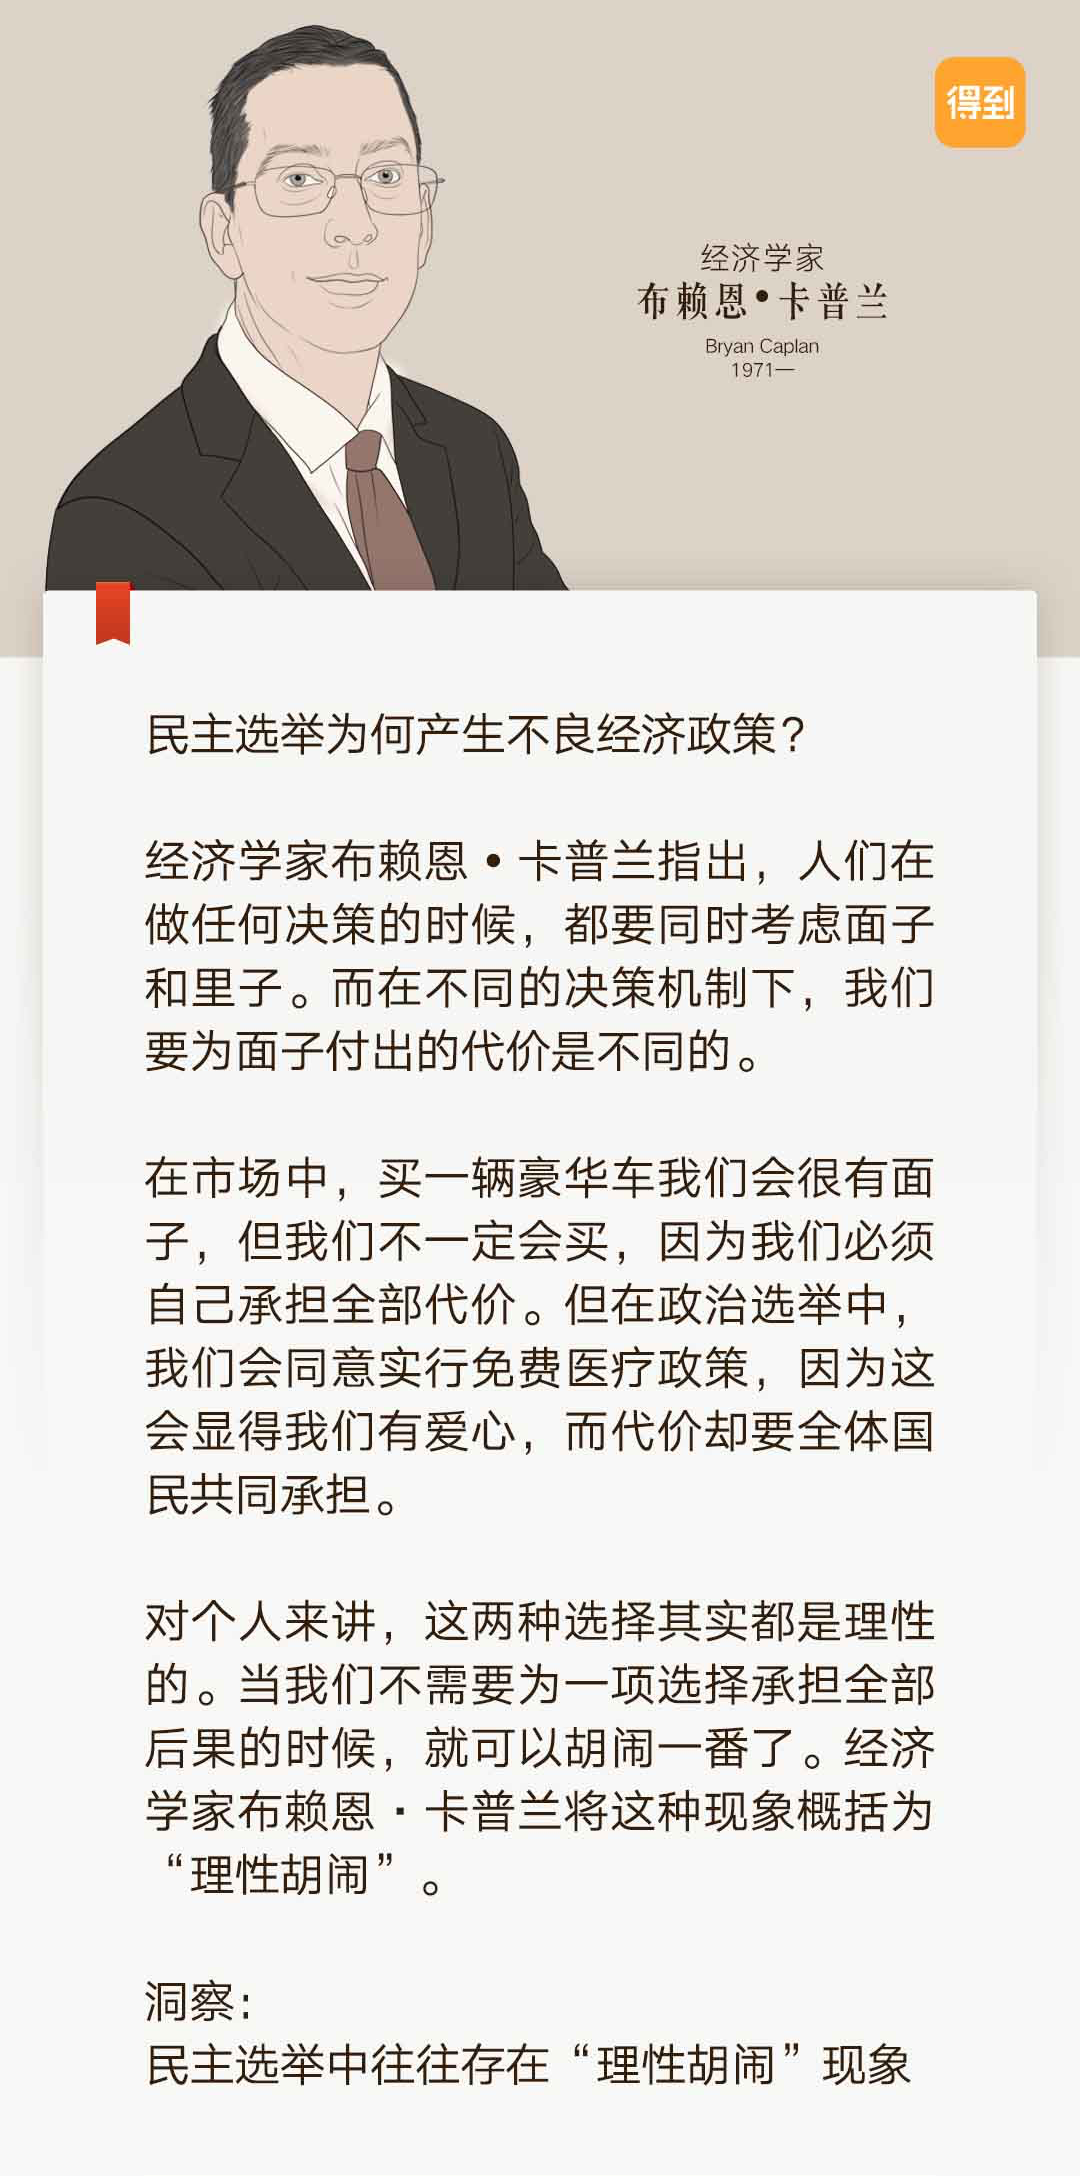 得到
经济学家
布赖恩•卡普兰
Bryan Caplan
1971—
民主选举为何产生不良经济政策？
经济学家布赖恩•卡普兰指出，人们在
做任何决策的时候，都要同时考虑面子
和里子。而在不同的决策机制下，我们
要为面子付出的代价是不同的。
在市场中，买一辆豪华车我们会很有面
子，但我们不一定会买，因为我们必须
自己承担全部代价。但在政治选举中，
我们会同意实行免费医疗政策，因为这
会显得我们有爱心，而代价却要全体国
民共同承担。
对个人来讲，这两种选择其实都是理性
的。当我们不需要为一项选择承担全部
后果的时候，就可以胡闹一番了。经济
学家布赖恩·卡普兰将这种现象概括为
“理性胡闹”。
洞察：
民主选举中往往存在“理性胡闹”现象